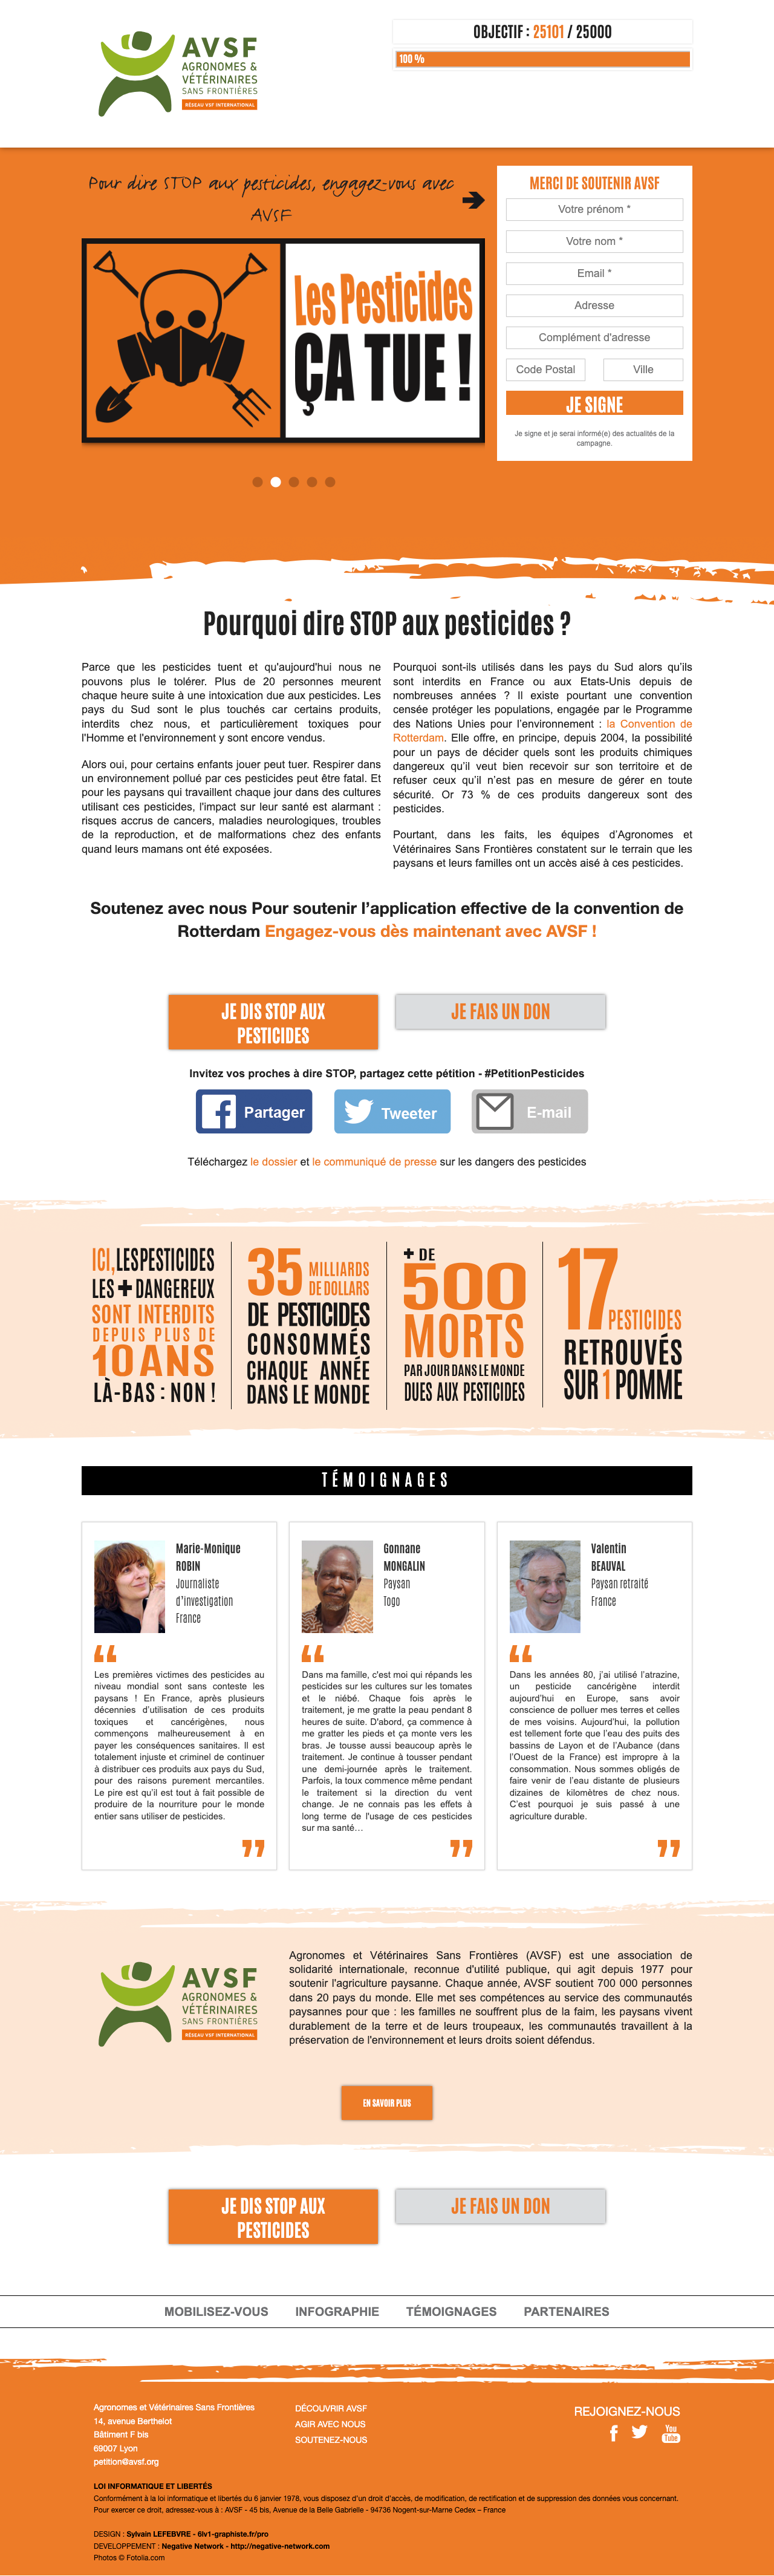 AVSF
AGRONOMES &
VÉTÉRINAIRES
SANS FRONTIÈRES
RÉSEAU VSF INTERNATIONAL
OBJECTIF : 25101 / 25000
100 %
Pour dire STOP aux pesticides, engagez-vous avec
AVSF
Les Pesticides
ÇA TUE !
MERCI DE SOUTENIR AVSF
Votre prénom *
Votre nom *
Email *
Adresse
Complément d'adresse
Code Postal
Ville
JE SIGNE
Je signe et je serai informé(e) des actualités de la
campagne.
Pourquoi dire STOP aux pesticides ?
Parce que les pesticides tuent et qu'aujourd'hui nous ne
pouvons plus le tolérer. Plus de 20 personnes meurent
chaque heure suite à une intoxication due aux pesticides. Les
pays du Sud sont le plus touchés car certains produits,
interdits chez nous, et particulièrement toxiques pour
l'Homme et l'environnement y sont encore vendus.
Alors oui, pour certains enfants jouer peut tuer. Respirer dans
un environnement pollué par ces pesticides peut être fatal. Et
pour les paysans qui travaillent chaque jour dans des cultures
utilisant ces pesticides, l'impact sur leur santé est alarmant :
risques accrus de cancers, maladies neurologiques, troubles
de la reproduction, et de malformations chez des enfants
quand leurs mamans ont été exposées.
Pourquoi sont-ils utilisés dans les pays du Sud alors qu'ils
sont interdits en France ou aux Etats-Unis depuis de
nombreuses années ? Il existe pourtant une convention
censée protéger les populations, engagée par le Programme
des Nations Unies pour l'environnement : la Convention de
Rotterdam. Elle offre, en principe, depuis 2004, la possibilité
pour un pays de décider quels sont les produits chimiques
dangereux qu'il veut bien recevoir sur son territoire et de
refuser ceux qu'il n'est pas en mesure de gérer en toute
sécurité. Or 73 % de ces produits dangereux sont des
pesticides.
Pourtant, dans les faits, les équipes d'Agronomes et
Vétérinaires Sans Frontières constatent sur le terrain que les
paysans et leurs familles ont un accès aisé à ces pesticides.
Soutenez avec nous Pour soutenir l'application effective de la convention de
Rotterdam Engagez-vous dès maintenant avec AVSF !
JE DIS STOP AUX
PESTICIDES
JE FAIS UN DON
Invitez vos proches à dire STOP, partagez cette pétition - #PetitionPesticides
Partager
Tweeter
E-mail
Téléchargez le dossier et le communiqué de presse sur les dangers des pesticides
ICI, LES PESTICIDES
LES + DANGEREUX
SONT INTERDITS
DEPUIS PLUS DE
10 ANS
LÀ-BAS : NON !
35 MILLIARDS
DE DOLLARS
DE PESTICIDES
CONSOMMÉS
CHAQUE ANNÉE
DANS LE MONDE
+ DE
500
MORTS
PAR JOUR DANS LE MONDE
DUES AUX PESTICIDES
17 PESTICIDES
RETROUVÉS
SUR 1 POMME
TÉMOIGNAGES
Marie-Monique
ROBIN
Journaliste
d'investigation
France
“
Les premières victimes des pesticides au
niveau mondial sont sans conteste les
paysans ! En France, après plusieurs
décennies d'utilisation de ces produits
toxiques et cancérigènes, nous
commençons malheureusement à en
payer les conséquences sanitaires. Il est
totalement injuste et criminel de continuer
à distribuer ces produits aux pays du Sud,
pour des raisons purement mercantiles.
Le pire est qu'il est tout à fait possible de
produire de la nourriture pour le monde
entier sans utiliser de pesticides.
”
Gonnane
MONGALIN
Paysan
Togo
“
Dans ma famille, c'est moi qui répands les
pesticides sur les cultures sur les tomates
et le niébé. Chaque fois après le
traitement, je me gratte la peau pendant 8
heures de suite. D'abord, ça commence à
me gratter les pieds et ça monte vers les
bras. Je tousse aussi beaucoup après le
traitement. Je continue à tousser pendant
une demi-journée après le traitement.
Parfois, la toux commence même pendant
le traitement si la direction du vent
change. Je ne connais pas les effets à
long terme de l'usage de ces pesticides
sur ma santé…
”
Valentin
BEAUVAL
Paysan retraité
France
“
Dans les années 80, j'ai utilisé l'atrazine,
un pesticide cancérigène interdit
aujourd'hui en Europe, sans avoir
conscience de polluer mes terres et celles
de mes voisins. Aujourd'hui, la pollution
est tellement forte que l'eau des puits des
bassins de Layon et de l'Aubance (dans
l'Ouest de la France) est impropre à la
consommation. Nous sommes obligés de
faire venir de l'eau distante de plusieurs
dizaines de kilomètres de chez nous.
C'est pourquoi je suis passé à une
agriculture durable.
”
AVSF
AGRONOMES &
VÉTÉRINAIRES
SANS FRONTIÈRES
RÉSEAU VSF INTERNATIONAL
Agronomes et Vétérinaires Sans Frontières (AVSF) est une association de
solidarité internationale, reconnue d'utilité publique, qui agit depuis 1977 pour
soutenir l'agriculture paysanne. Chaque année, AVSF soutient 700 000 personnes
dans 20 pays du monde. Elle met ses compétences au service des communautés
paysannes pour que : les familles ne souffrent plus de la faim, les paysans vivent
durablement de la terre et de leurs troupeaux, les communautés travaillent à la
préservation de l'environnement et leurs droits soient défendus.
EN SAVOIR PLUS
JE DIS STOP AUX
PESTICIDES
JE FAIS UN DON
MOBILISEZ-VOUS
INFOGRAPHIE
TÉMOIGNAGES
PARTENAIRES
Agronomes et Vétérinaires Sans Frontières
14, avenue Berthelot
Bâtiment F bis
69007 Lyon
petition@avsf.org
DÉCOUVRIR AVSF
AGIR AVEC NOUS
SOUTENEZ-NOUS
REJOIGNEZ-NOUS
You
Tube
LOI INFORMATIQUE ET LIBERTÉS
Conformément à la loi informatique et libertés du 6 janvier 1978, vous disposez d'un droit d'accès, de modification, de rectification et de suppression des données vous concernant.
Pour exercer ce droit, adressez-vous à : AVSF - 45 bis, Avenue de la Belle Gabrielle - 94736 Nogent-sur-Marne Cedex – France
DESIGN : Sylvain LEFEBVRE - 6lv1-graphiste.fr/pro
DEVELOPPEMENT : Negative Network - http://negative-network.com
Photos © Fotolia.com